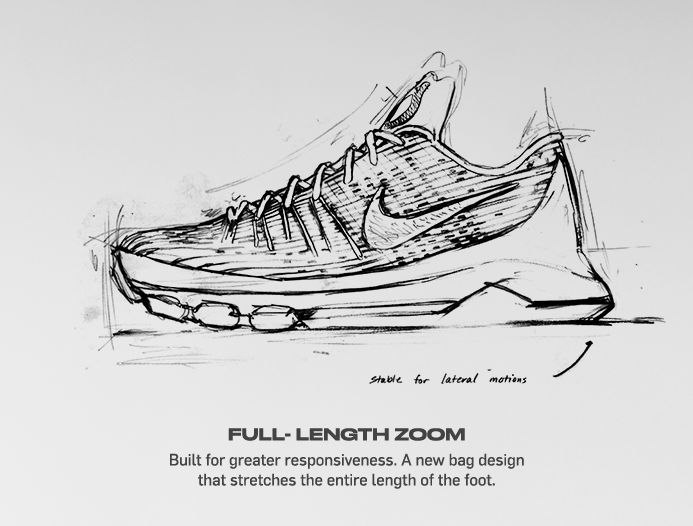 stable for lateral motions
FULL- LENGTH ZOOM
Built for greater responsiveness. A new bag design
that stretches the entire length of the foot.